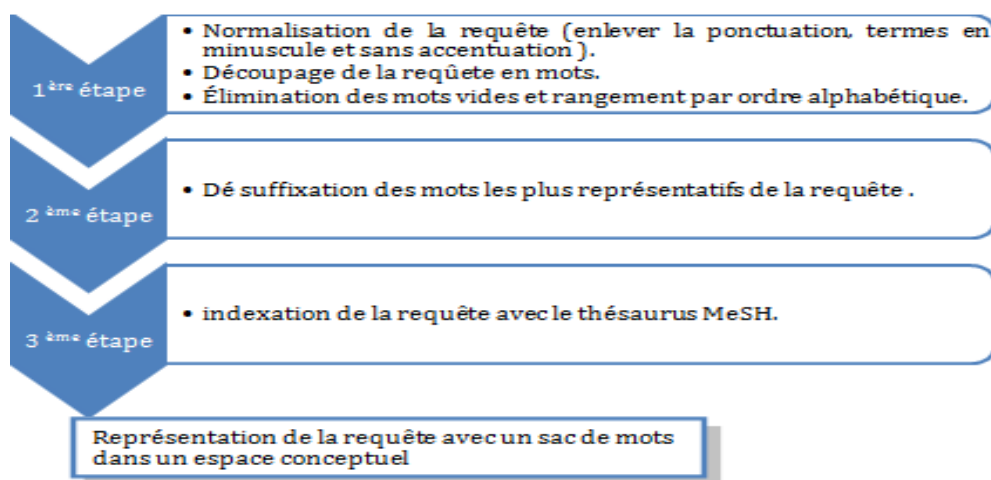 • Normalisation de la requête (enlever la ponctuation, termes en
minuscule et sans accentuation ).
1ère étape
• Découpage de la reqûete en mots.
• Élimination des mots vides et rangement par ordre alphabétique.
• Dé suffixation des mots les plus représentatifs de la requête .
2 ème étape
• indexation de la requête avec le thésaurus MeSH.
3 ème étape
Représentation de la requête avec un sac de mots
dans un espace conceptuel